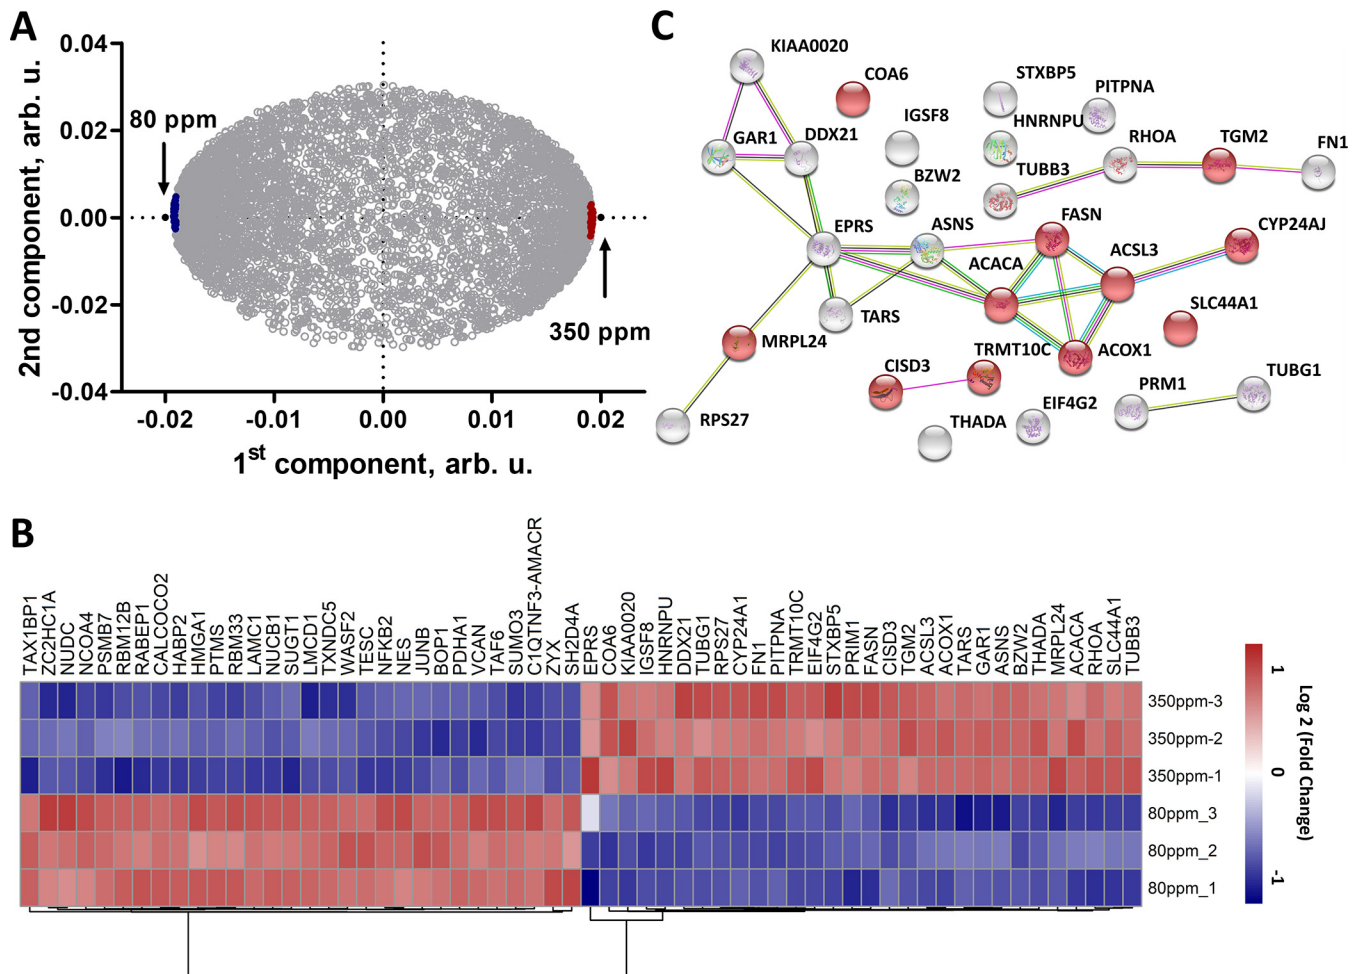 A
0.04
0.02
0.00
-0.02
-0.04
2nd component, arb. u.
80 ppm
350 ppm
-0.02 -0.01 0.00 0.01 0.02
1st component, arb. u.
C
KIAA0020
COA6
STXBP5
PITPNA
IGSF8
HNRNPU
GAR1
DDX21
RHOA
TGM2
FN1
BZW2
TUBB3
EPRS
ASNS
FASN
CYP24AJ
ACACA
ACSL3
TARS
SLC44A1
MRPL24
TRMT10C
ACOX1
CISD3
PRM1
TUBG1
RPS27
THADA
EIF4G2
B
TAX1BP1
ZC2HC1A
NUDC
NCOA4
PSMB7
RBM12B
RABEP1
CALCOCO2
HABP2
HMGA1
PTMS
RBM33
LAMC1
NUCB1
SUGT1
LMCD1
TXNDC5
WASF2
TESC
NFKB2
NES
JUNB
BOP1
PDHA1
VCAN
TAF6
SUMO3
C1QTNF3-AMACR
ZYX
SH2D4A
EPRS
COA6
KIAA0020
IGSF8
HNRNPU
DDX21
TUBG1
RPS27
CYP24A1
FN1
PITPNA
TRMT10C
EIF4G2
STXBP5
PRIM1
FASN
CISD3
TGM2
ACSL3
ACOX1
TARS
GAR1
ASNS
BZW2
THADA
MRPL24
ACACA
RHOA
SLC44A1
TUBB3
350ppm-3
350ppm-2
350ppm-1
80ppm_3
80ppm_2
80ppm_1
1
0
-1
Log 2 (Fold Change)